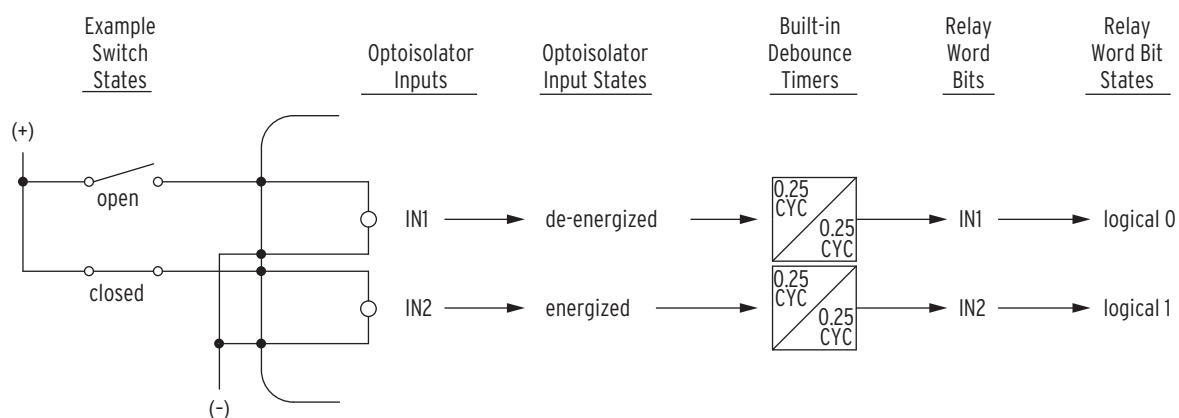 Example
Switch
States
Optoisolator
Inputs
Optoisolator
Input States
Built-in
Debounce
Timers
Relay
Word
Bits
Relay
Word Bit
States
(+)
open
IN1
de-energized
0.25
CYC
0.25
CYC
IN1
logical 0
closed
IN2
energized
0.25
CYC
0.25
CYC
IN2
logical 1
(–)